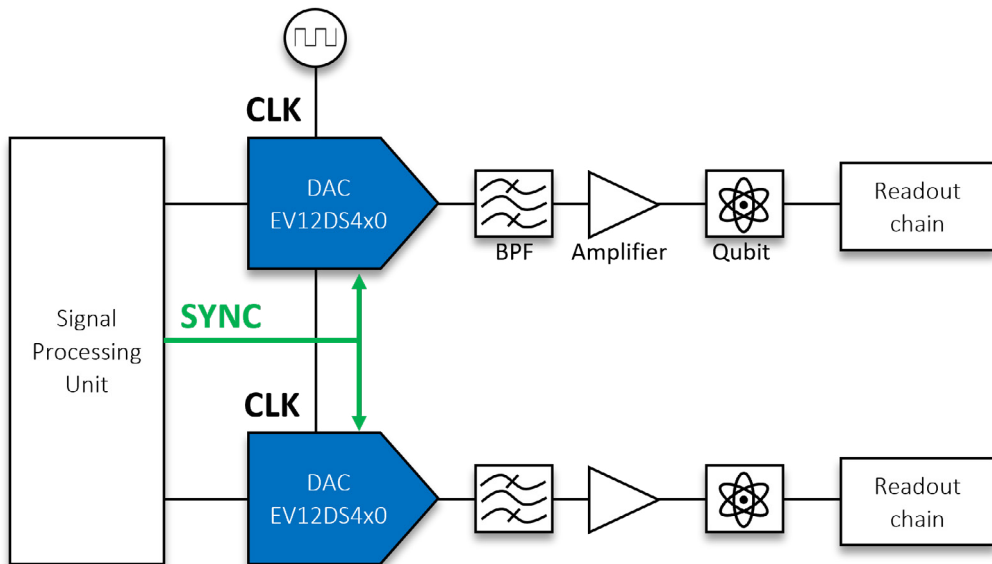 CLK
DAC
EV12DS4x0
BPF
Amplifier
Qubit
Readout
chain
SYNC
Signal
Processing
Unit
CLK
DAC
EV12DS4x0
Readout
chain